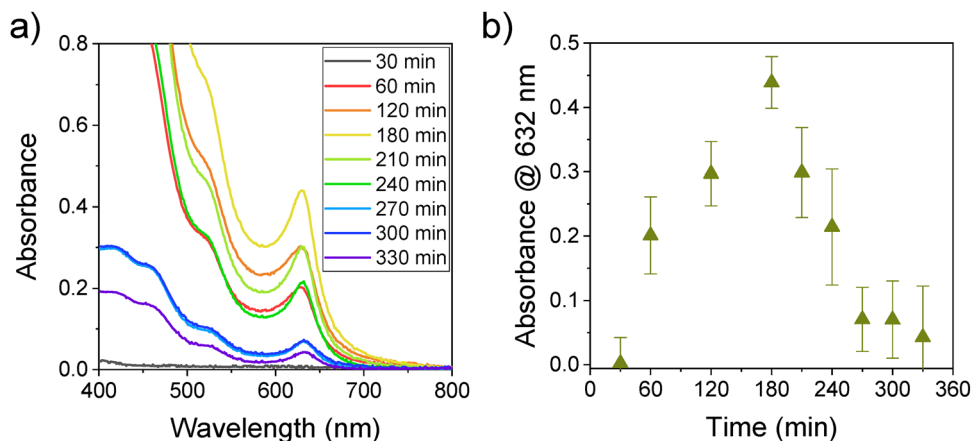 a)
Absorbance
0.8
0.6
0.4
0.2
0.0
400
500
600
700
800
Wavelength (nm)
30 min
60 min
120 min
180 min
210 min
240 min
270 min
300 min
330 min
b)
Absorbance @ 632 nm
0.5
0.4
0.3
0.2
0.1
0.0
0
60
120
180
240
300
360
Time (min)